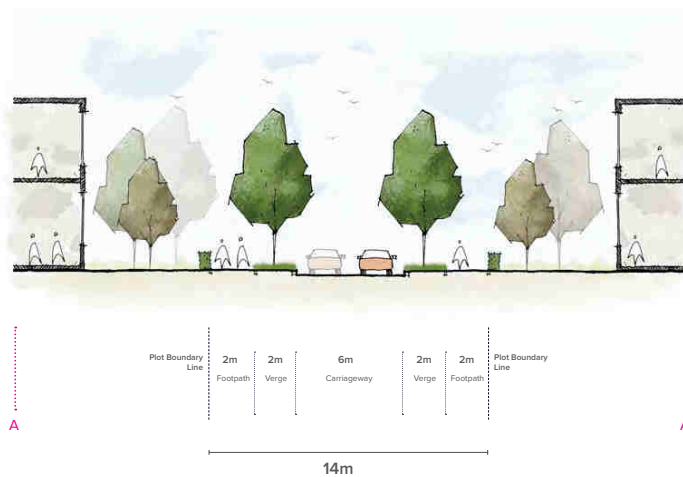 Plot Boundary
Line
2m
Footpath
2m
Verge
6m
Carriageway
2m
Verge
2m
Footpath
Plot Boundary
Line
A
14m